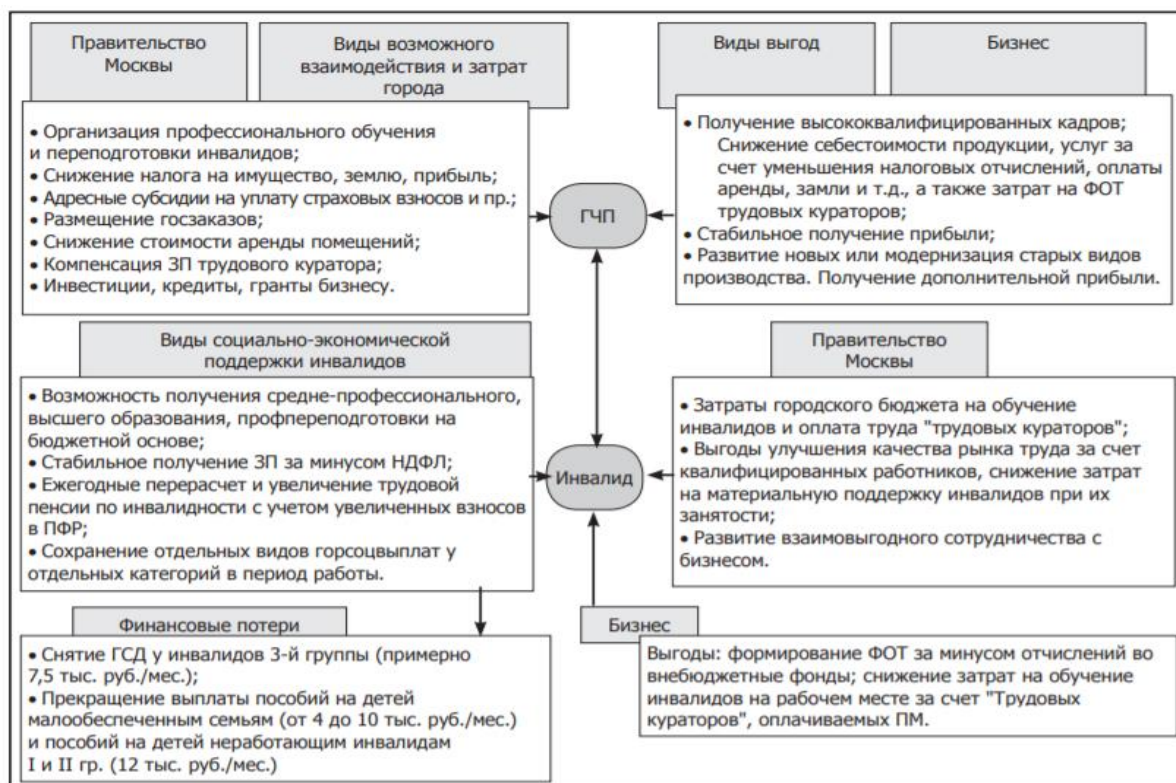 Правительство
Москвы
Виды возможного
взаимодействия и затрат
города
• Организация профессионального обучения
и переподготовки инвалидов;
• Снижение налога на имущество, землю, прибыль;
• Адресные субсидии на уплату страховых взносов и пр.;
• Размещение госзаказов;
• Снижение стоимости аренды помещений;
• Компенсация ЗП трудового куратора;
• Инвестиции, кредиты, гранты бизнесу.
Виды выгод
Бизнес
• Получение высококвалифицированных кадров;
Снижение себестоимости продукции, услуг за
счет уменьшения налоговых отчислений, оплаты
аренды, замли и т.д., а также затрат на ФОТ
трудовых кураторов;
• Стабильное получение прибыли;
• Развитие новых или модернизация старых видов
производства. Получение дополнительной прибыли.
ГЧП
Виды социально-экономической
поддержки инвалидов
• Возможность получения средне-профессионального,
высшего образования, профпереподготовки на
бюджетной основе;
• Стабильное получение ЗП за минусом НДФЛ;
• Ежегодные перерасчет и увеличение трудовой
пенсии по инвалидности с учетом увеличенных взносов
в ПФР;
• Сохранение отдельных видов горсоцвыплат у
отдельных категорий в период работы.
Инвалид
Правительство
Москвы
• Затраты городского бюджета на обучение
инвалидов и оплата труда "трудовых кураторов";
• Выгоды улучшения качества рынка труда за счет
квалифицированных работников, снижение затрат
на материальную поддержку инвалидов при их
занятости;
• Развитие взаимовыгодного сотрудничества с
бизнесом.
Финансовые потери
• Снятие ГСД у инвалидов 3-й группы (примерно
7,5 тыс. руб./мес.);
• Прекращение выплаты пособий на детей
малообеспеченным семьям (от 4 до 10 тыс. руб./мес.)
и пособий на детей неработающим инвалидам
I и II гр. (12 тыс. руб./мес.)
Бизнес
Выгоды: формирование ФОТ за минусом отчислений во
внебюджетные фонды; снижение затрат на обучение
инвалидов на рабочем месте за счет "Трудовых
кураторов", оплачиваемых ПМ.